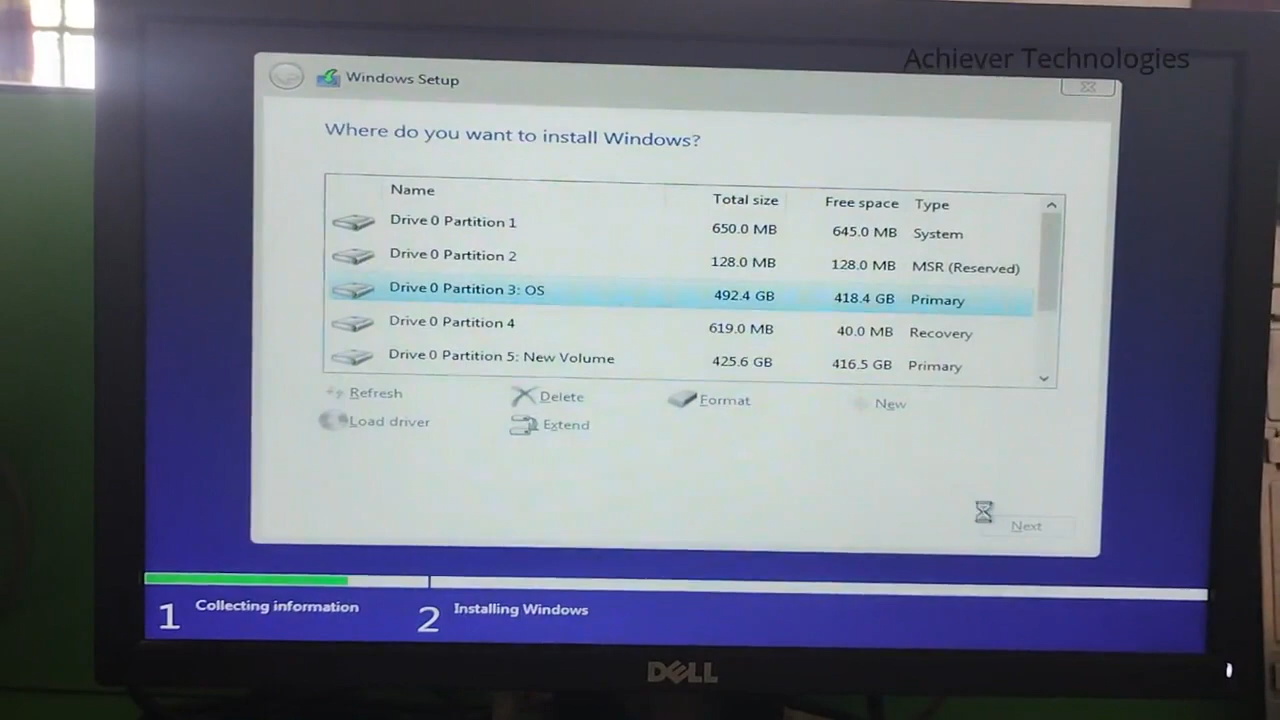 Achiever Technologies
Windows Setup
Where do you want to install Windows?
Name Total size Free space Type
Drive 0 Partition 1 650.0 MB 645.0 MB System
Drive 0 Partition 2 128.0 MB 128.0 MB MSR (Reserved)
Drive 0 Partition 3: OS 492.4 GB 418.4 GB Primary
Drive 0 Partition 4 619.0 MB 40.0 MB Recovery
Drive 0 Partition 5: New Volume 425.6 GB 416.5 GB Primary
Refresh Delete Format New
Load driver Extend
Next
1 Collecting information 2 Installing Windows
DELL